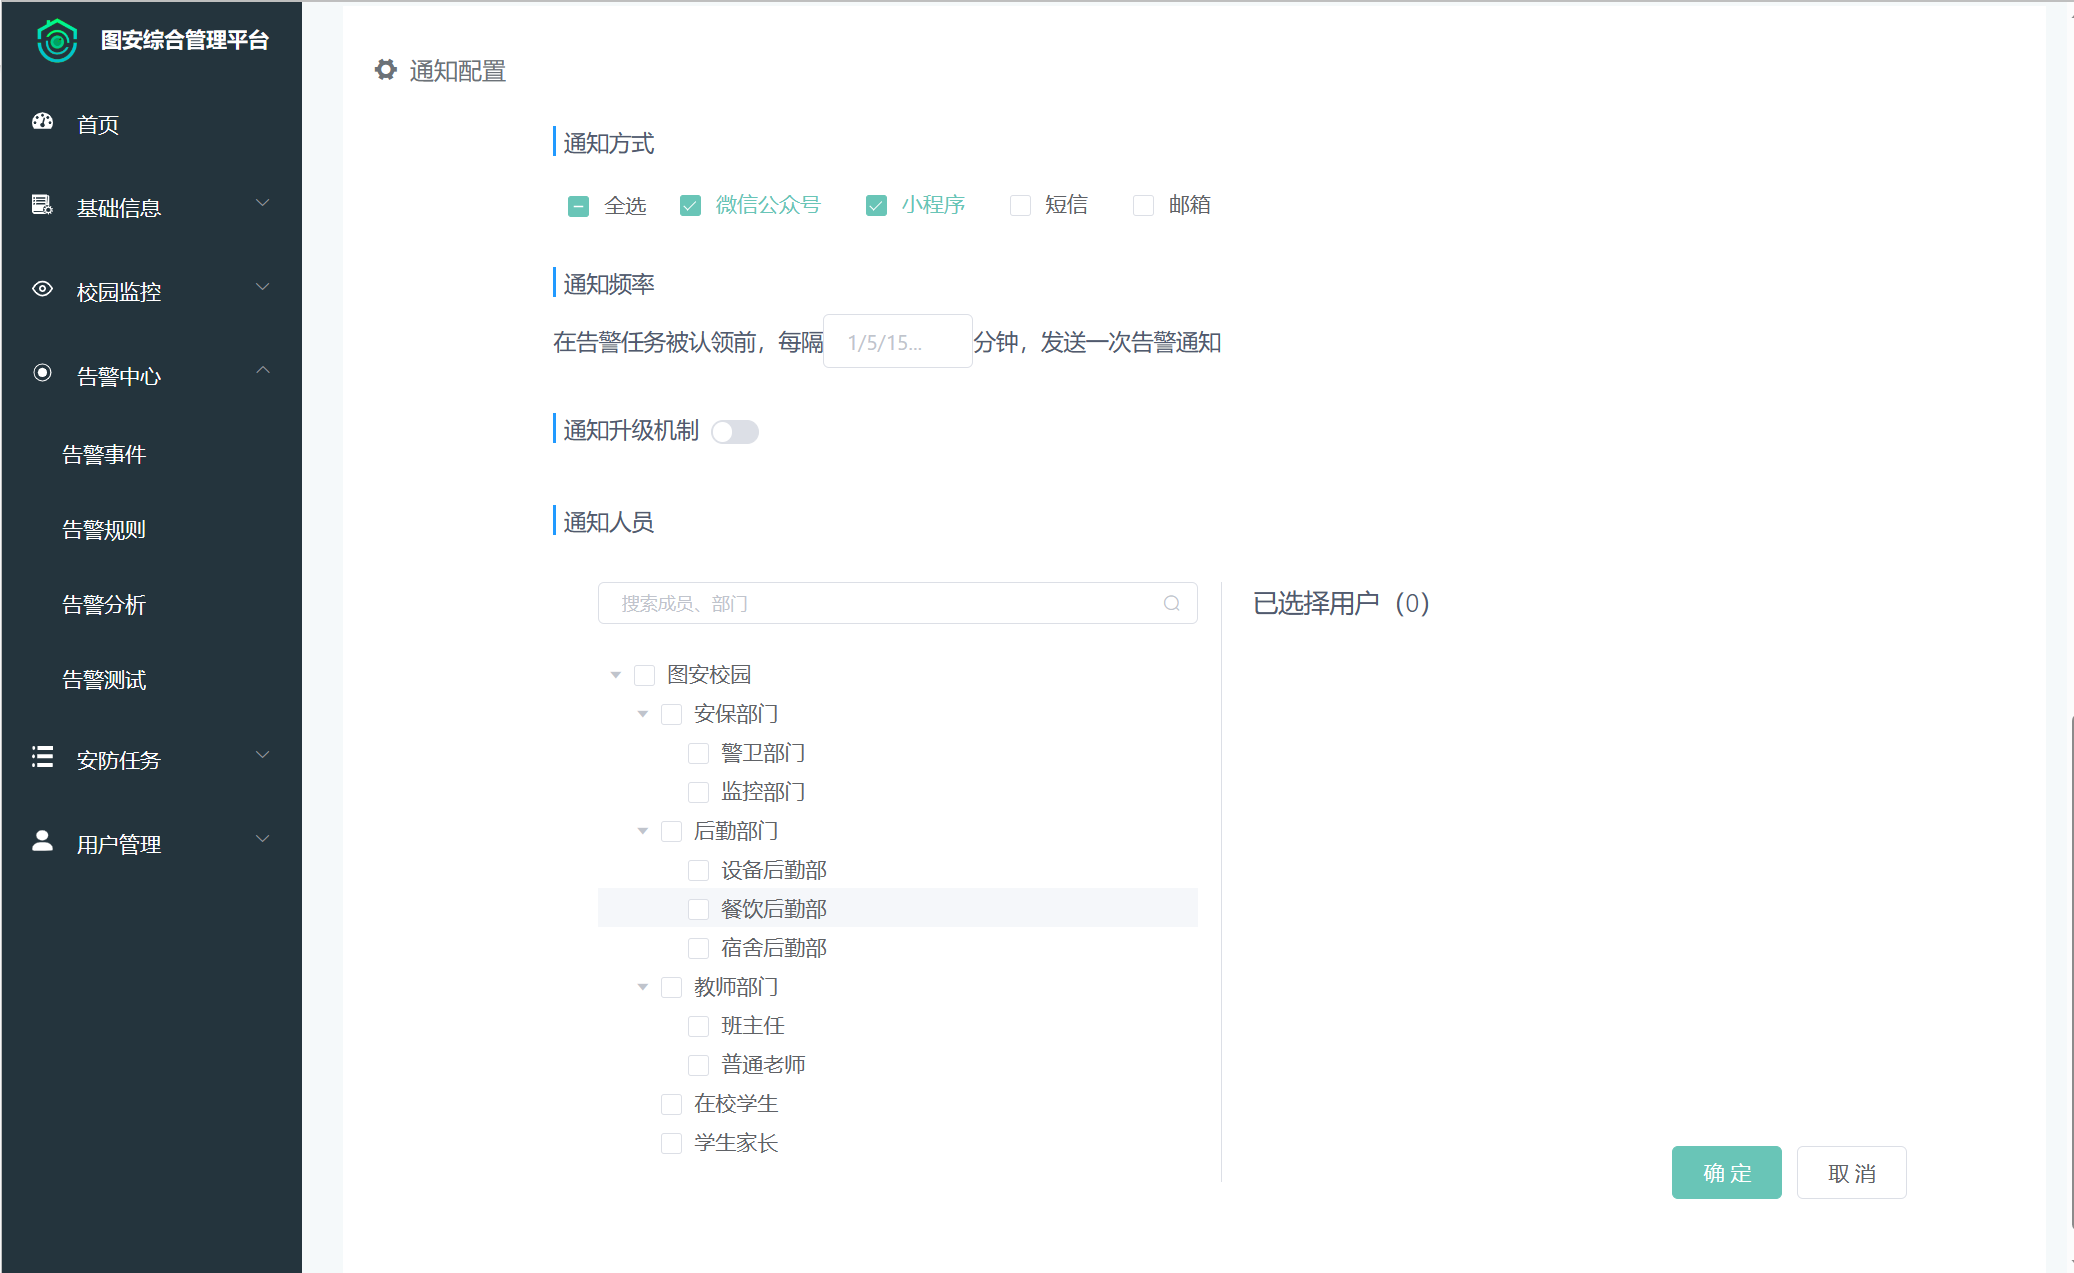 图安综合管理平台
首页
基础信息
校园监控
告警中心
告警事件
告警规则
告警分析
告警测试
安防任务
用户管理
通知配置
通知方式
全选 微信公众号 小程序 短信 邮箱
通知频率
在告警任务被认领前，每隔 1/5/15... 分钟，发送一次告警通知
通知升级机制
通知人员
搜索成员、部门
图安校园
安保部门
警卫部门
监控部门
后勤部门
设备后勤部
餐饮后勤部
宿舍后勤部
教师部门
班主任
普通老师
在校学生
学生家长
已选择用户（0）
确 定 取 消